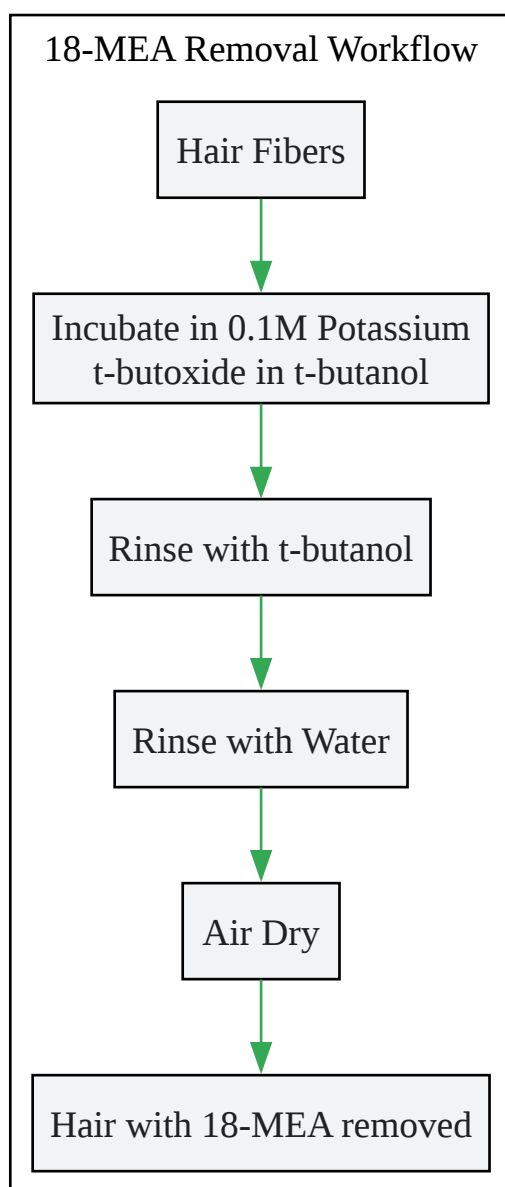 18-MEA Removal Workflow
Hair Fibers
Incubate in 0.1M Potassium
t-butoxide in t-butanol
Rinse with t-butanol
Rinse with Water
Air Dry
Hair with 18-MEA removed